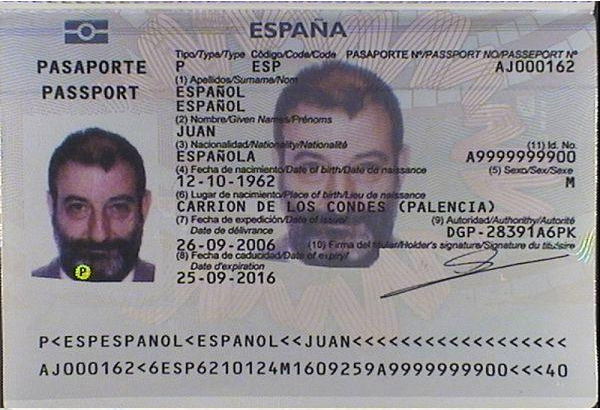 ESPAÑA
PASAPORTE
PASSPORT
Tipo/Type/Type Código/Code/Code PASAPORTE Nº/PASSPORT NO/PASSEPORT Nº
P ESP AJ000162
(1) Apellidos/Surname/Nom
ESPAÑOL
ESPAÑOL
(2) Nombre/Given Names/Prénoms
JUAN
(3) Nacionalidad/Nationality/Nationalité (11) Id. No.
ESPAÑOLA A9999999900
(4) Fecha de nacimiento/Date of birth/Date de naissance (5) Sexo/Sex/Sexe
12-10-1962 M
(6) Lugar de nacimiento/Place of birth/Lieu de naissance
CARRION DE LOS CONDES (PALENCIA)
(7) Fecha de expedición/Date of issue/ (9) Autoridad/Authorithy/Autorité
Date de délivrance DGP-28391A6PK
26-09-2006 (10) Firma del titular/Holder's signature/Signature du titulaire
(8) Fecha de caducidad/Date of expiry/
Date d'expiration
25-09-2016
P
P<ESPESPANOL<ESPANOL<<JUAN<<<<<<<<<<<<<<<<<<
AJ000162<6ESP6210124M1609259A9999999900<<<40